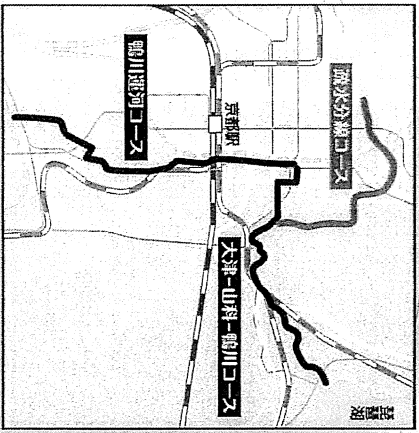 疏水分線コース
京都駅
鴨川運河コース
大津−山科−鴨川コース
琵琶湖